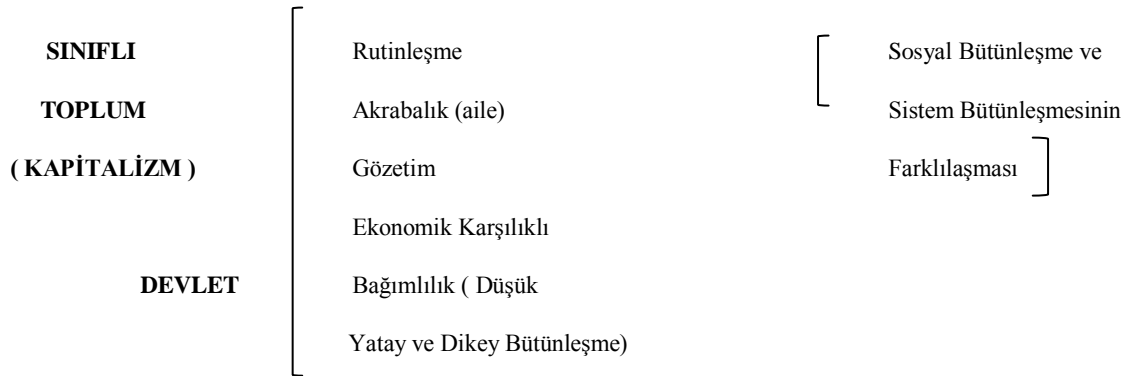 SINIFLI Rutinleşme Sosyal Bütünleşme ve
TOPLUM Akrabalık (aile) Sistem Bütünleşmesinin
( KAPİTALİZM ) Gözetim Farklılaşması
Ekonomik Karşılıklı
DEVLET Bağımlılık ( Düşük
Yatay ve Dikey Bütünleşme)